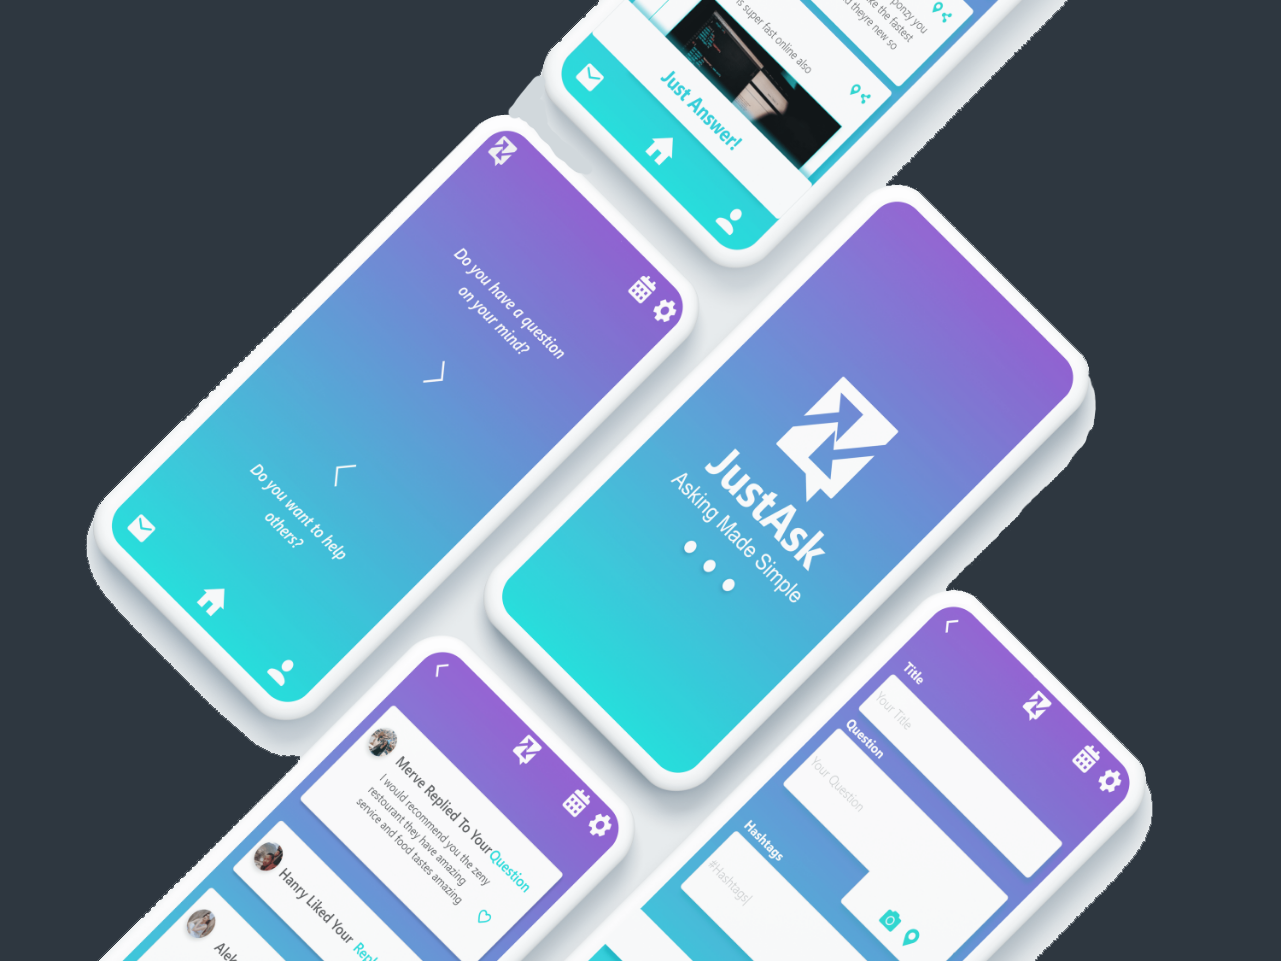 ponzy you
ke the fastest
d theyre new so
s super fast online also
Just Answer!
Do you have a question
on your mind?
Do you want to help
others?
JustAsk
Asking Made Simple
Merve Replied To Your Question
I would recommend you the zeny
restourant they have amazing
service and food tastes amazing
Hanry Liked Your Repl
Alek
Title
Your Title
Question
Your Question
Hashtags
#Hashtags